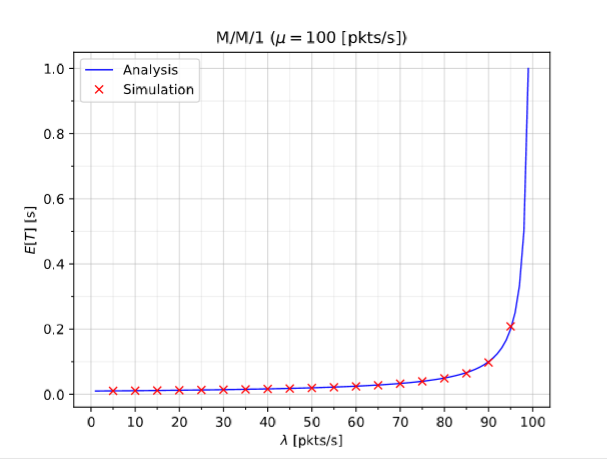 M/M/1 (μ = 100 [pkts/s])
Analysis
Simulation
1.0
0.8
0.6
0.4
0.2
0.0
E[T] [s]
0 10 20 30 40 50 60 70 80 90 100
λ [pkts/s]